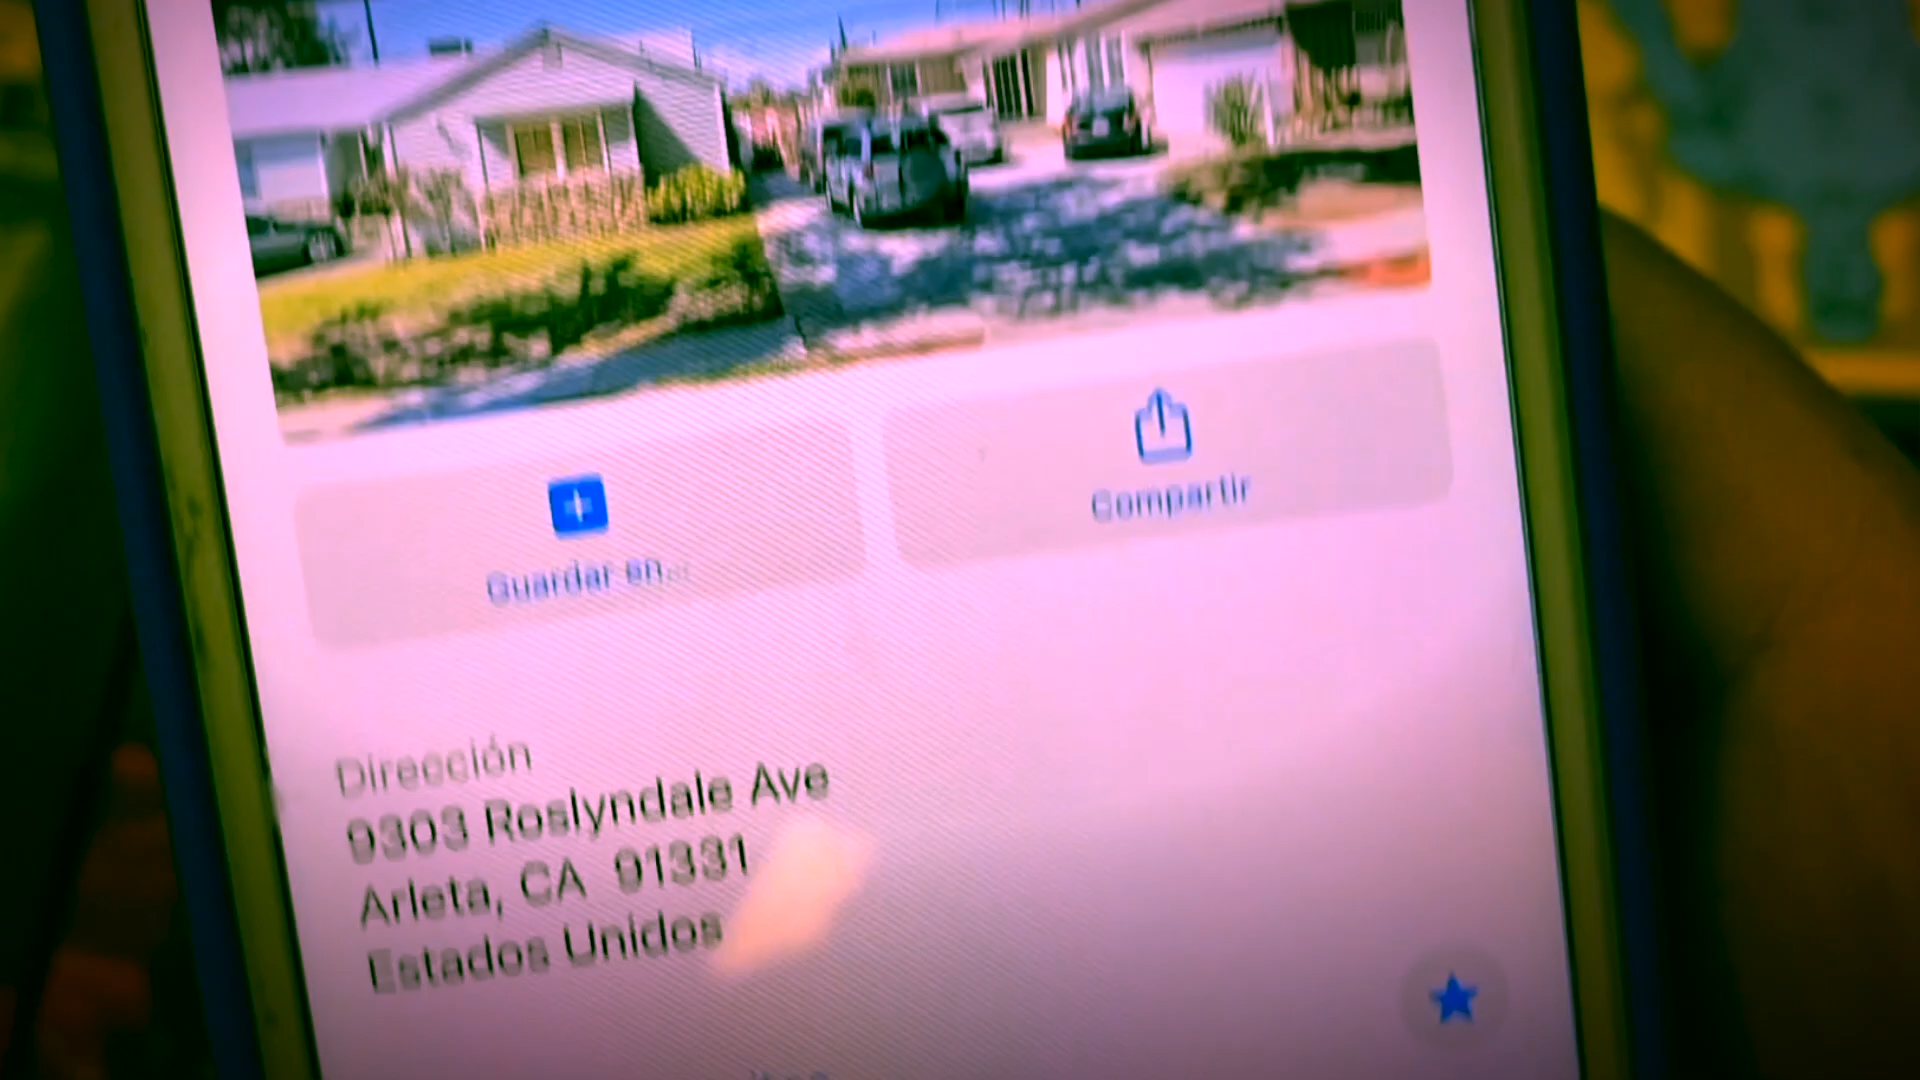 Guardar en...
Compartir
Dirección
9303 Roslyndale Ave
Arleta, CA 91331
Estados Unidos